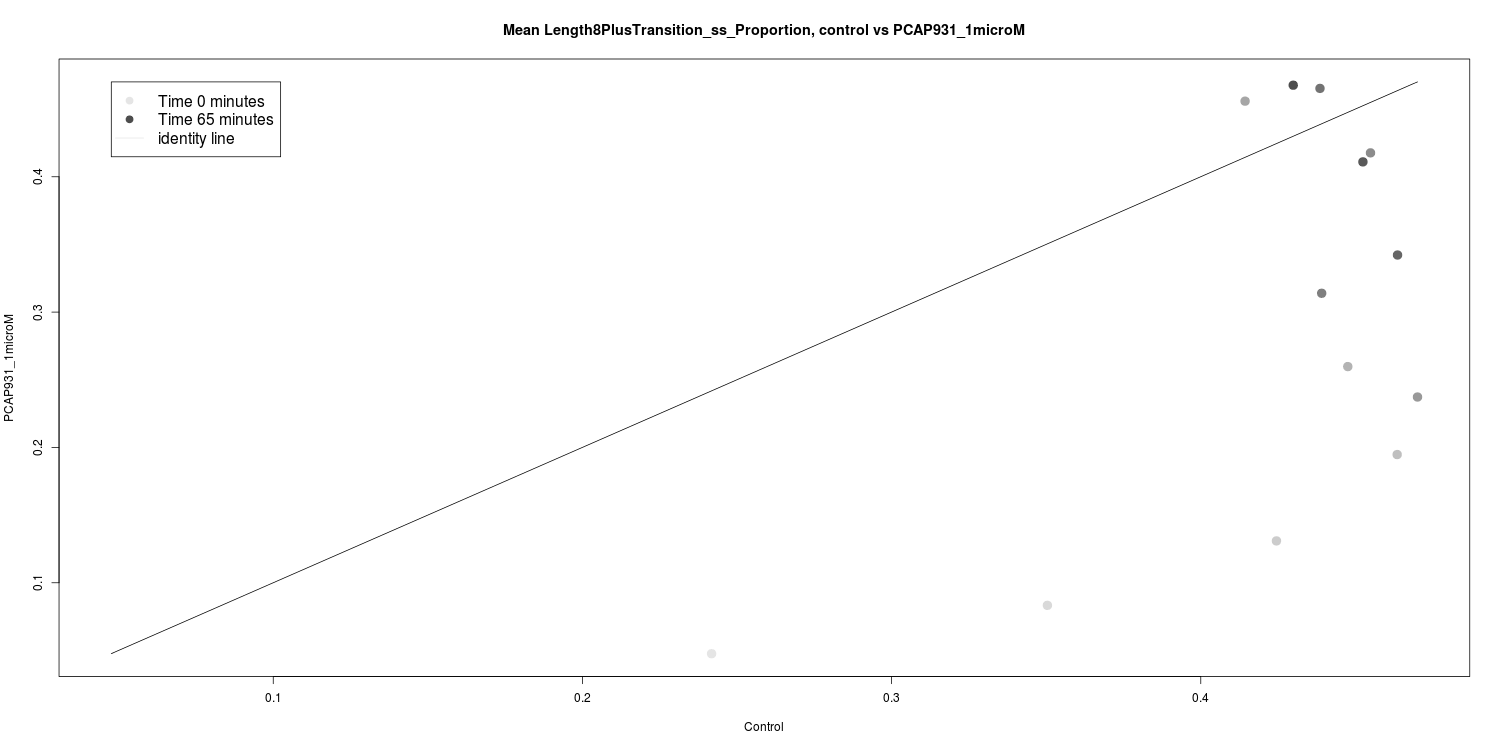 Mean Length8PlusTransition_ss_Proportion, control vs PCAP931_1microM
Time 0 minutes
Time 65 minutes
identity line
0.4
0.3
0.2
0.1
PCAP931_1microM
0.1
0.2
0.3
0.4
Control